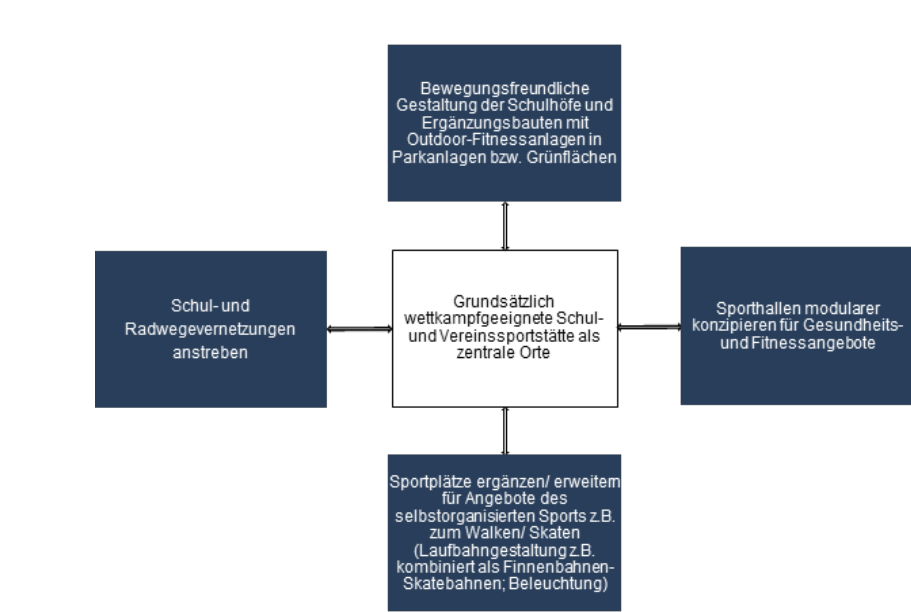 Bewegungsfreundliche
Gestaltung der Schulhöfe und
Ergänzungsbauten mit
Outdoor-Fitnessanlagen in
Parkanlagen bzw. Grünflächen
Schul- und
Radwegevernetzungen
anstreben
Grundsätzlich
wettkampfgeeignete Schul-
und Vereinssportstätte als
zentrale Orte
Sporthallen modularer
konzipieren für Gesundheits-
und Fitnessangebote
Sportplätze ergänzen/ erweitern
für Angebote des
selbstorganisierten Sports z.B.
zum Walken/ Skaten
(Laufbahngestaltung z.B.
kombiniert als Finnenbahnen-
Skatebahnen; Beleuchtung)